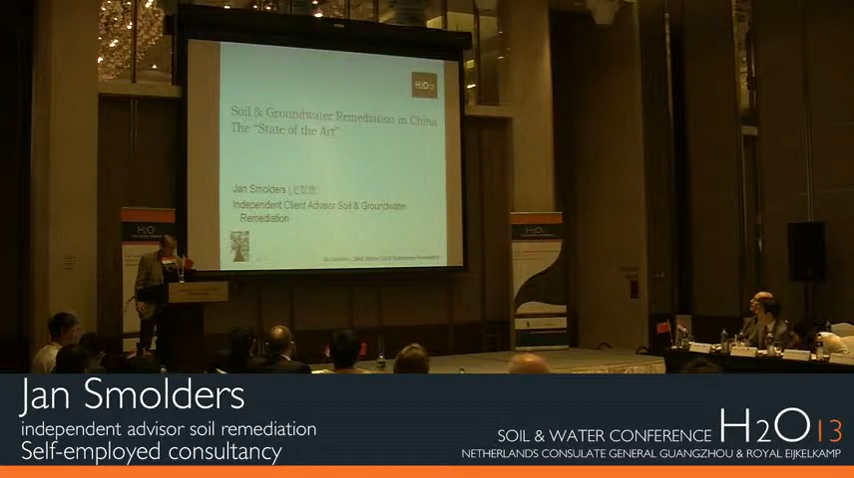 H2O13
Soil & Groundwater Remediation in China
The "State of the Art"
Jan Smolders
Independent Client Advisor Soil & Groundwater
Remediation
H2O
H2O
Jan Smolders
independent advisor soil remediation
Self-employed consultancy
SOIL & WATER CONFERENCE H2O13
NETHERLANDS CONSULATE GENERAL GUANGZHOU & ROYAL EIJKELKAMP